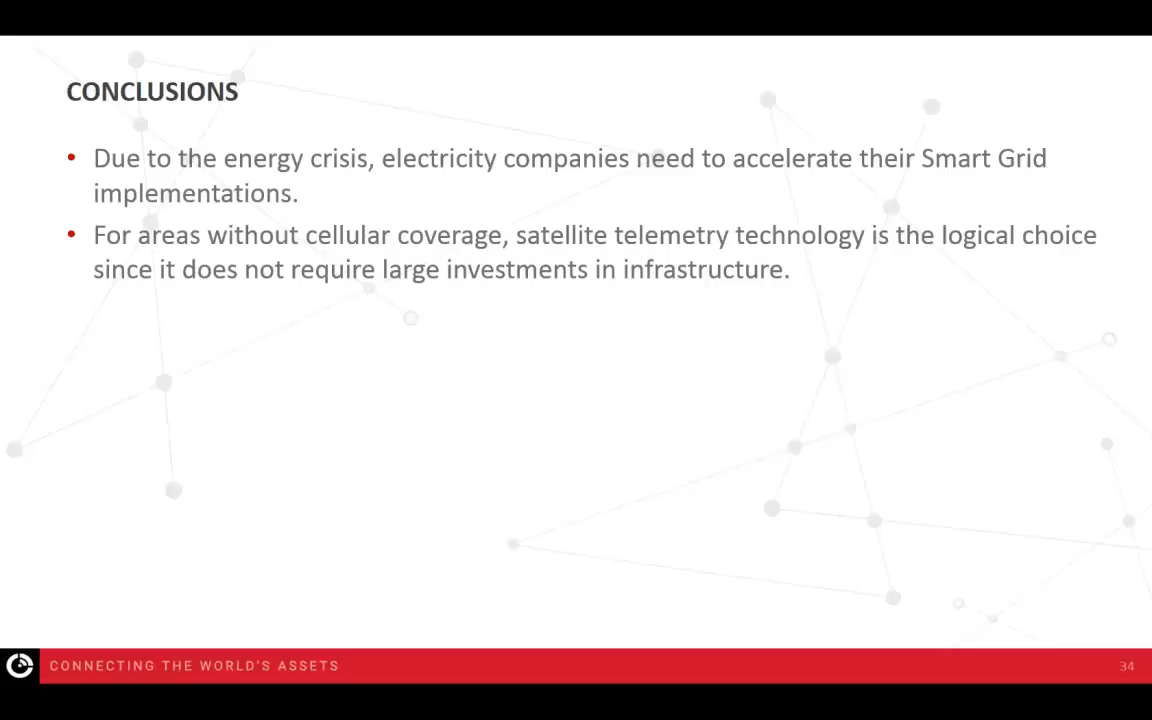 CONCLUSIONS
• Due to the energy crisis, electricity companies need to accelerate their Smart Grid
implementations.
• For areas without cellular coverage, satellite telemetry technology is the logical choice
since it does not require large investments in infrastructure.
CONNECTING THE WORLD'S ASSETS
34